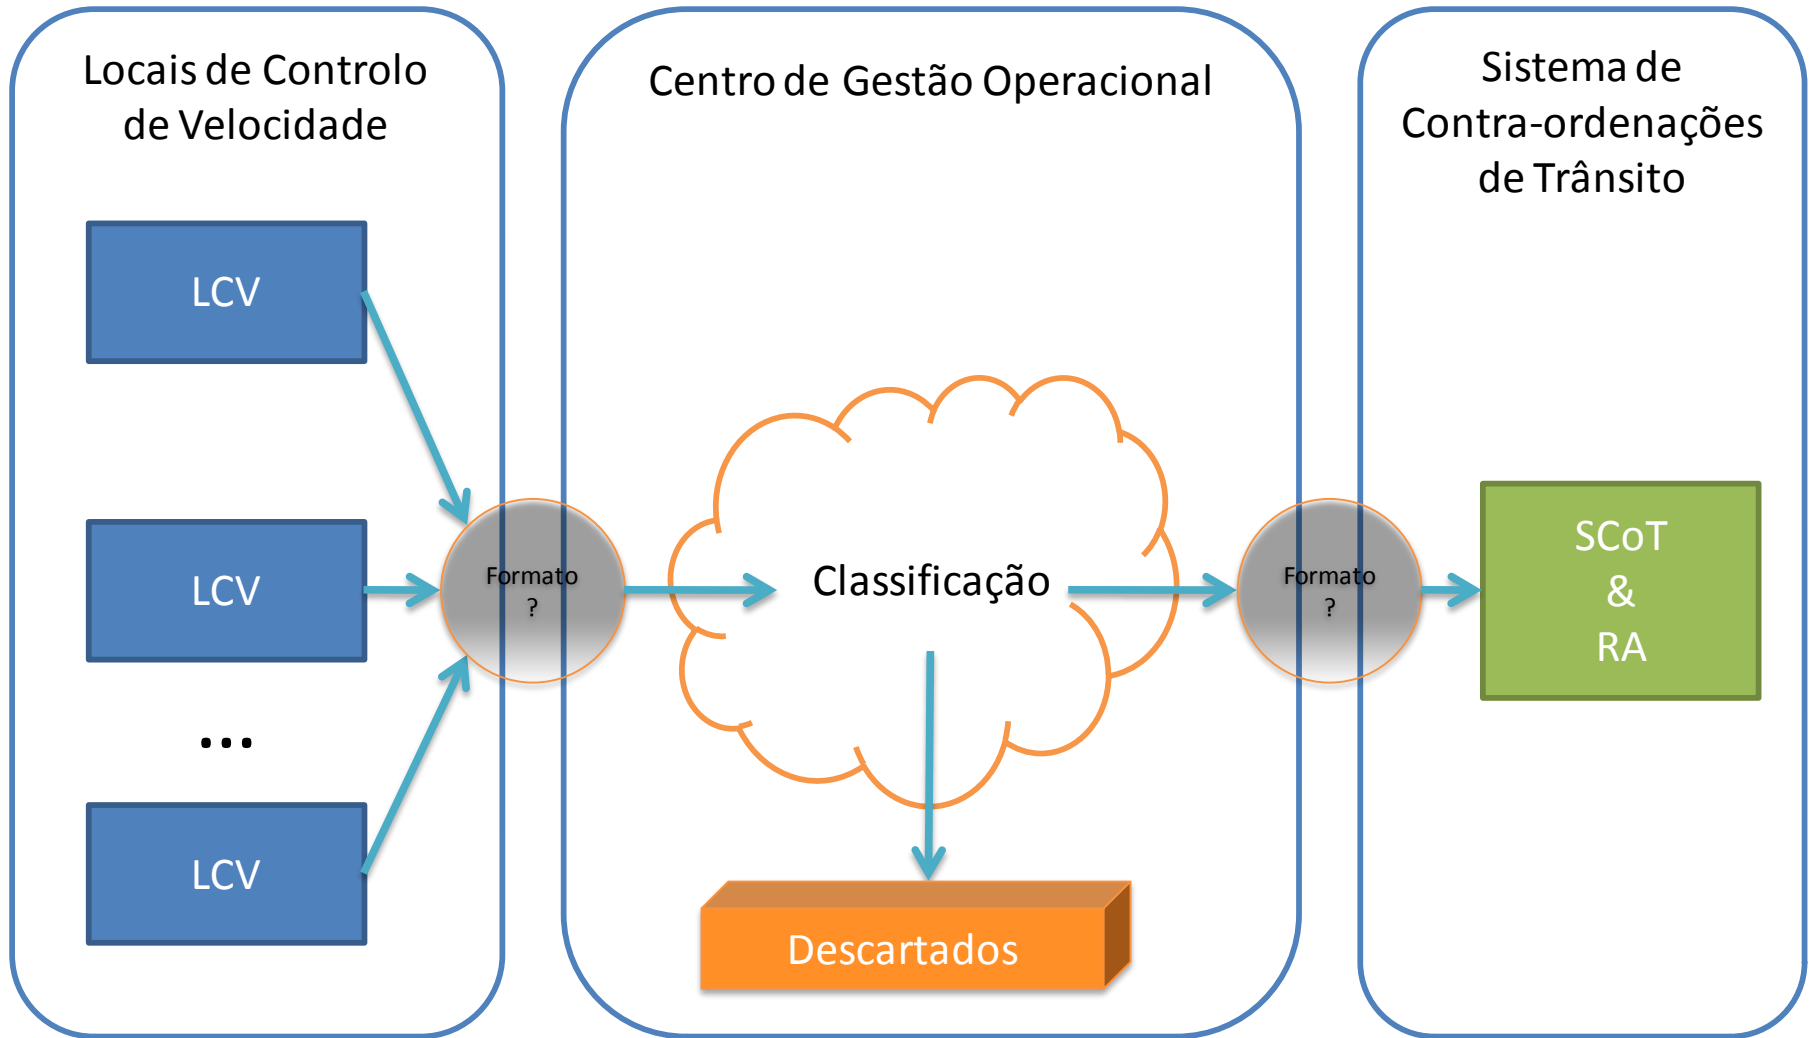 Locais de Controlo
de Velocidade
LCV
LCV
...
LCV
Formato
?
Centro de Gestão Operacional
Classificação
Descartados
Formato
?
Sistema de
Contra-ordenações
de Trânsito
SCoT
&
RA